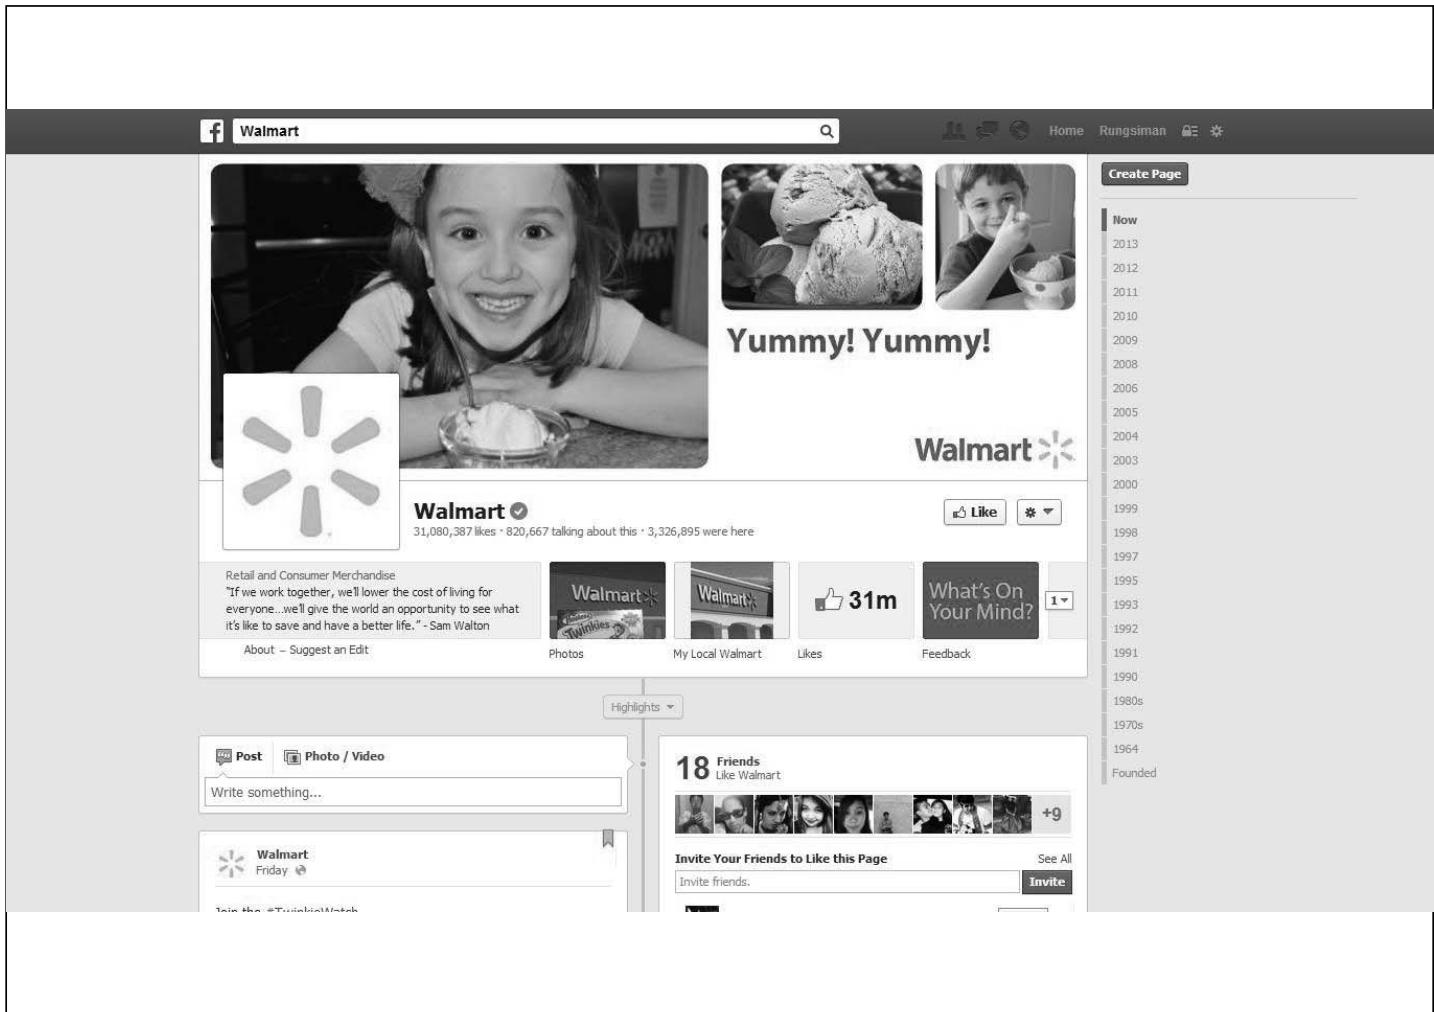 Walmart
Home Rungsiman
Create Page
Now
2013
2012
2011
2010
2009
2008
2006
2005
2004
2003
2000
1999
1998
1997
1995
1993
1992
1991
1990
1980s
1970s
1964
Founded
Yummy! Yummy!
Walmart
Walmart
31,080,387 likes · 820,667 talking about this · 3,326,895 were here
Like
Retail and Consumer Merchandise
"If we work together, we'll lower the cost of living for
everyone...we'll give the world an opportunity to see what
it's like to save and have a better life." - Sam Walton
About – Suggest an Edit
Walmart
Twinkies
Photos
Walmart
My Local Walmart
31m
Likes
What's On
Your Mind?
Feedback
1
Highlights
Post Photo / Video
Write something...
Walmart
Friday
Join the #TwinkieWatch
18 Friends
Like Walmart
+9
Invite Your Friends to Like this Page See All
Invite friends. Invite